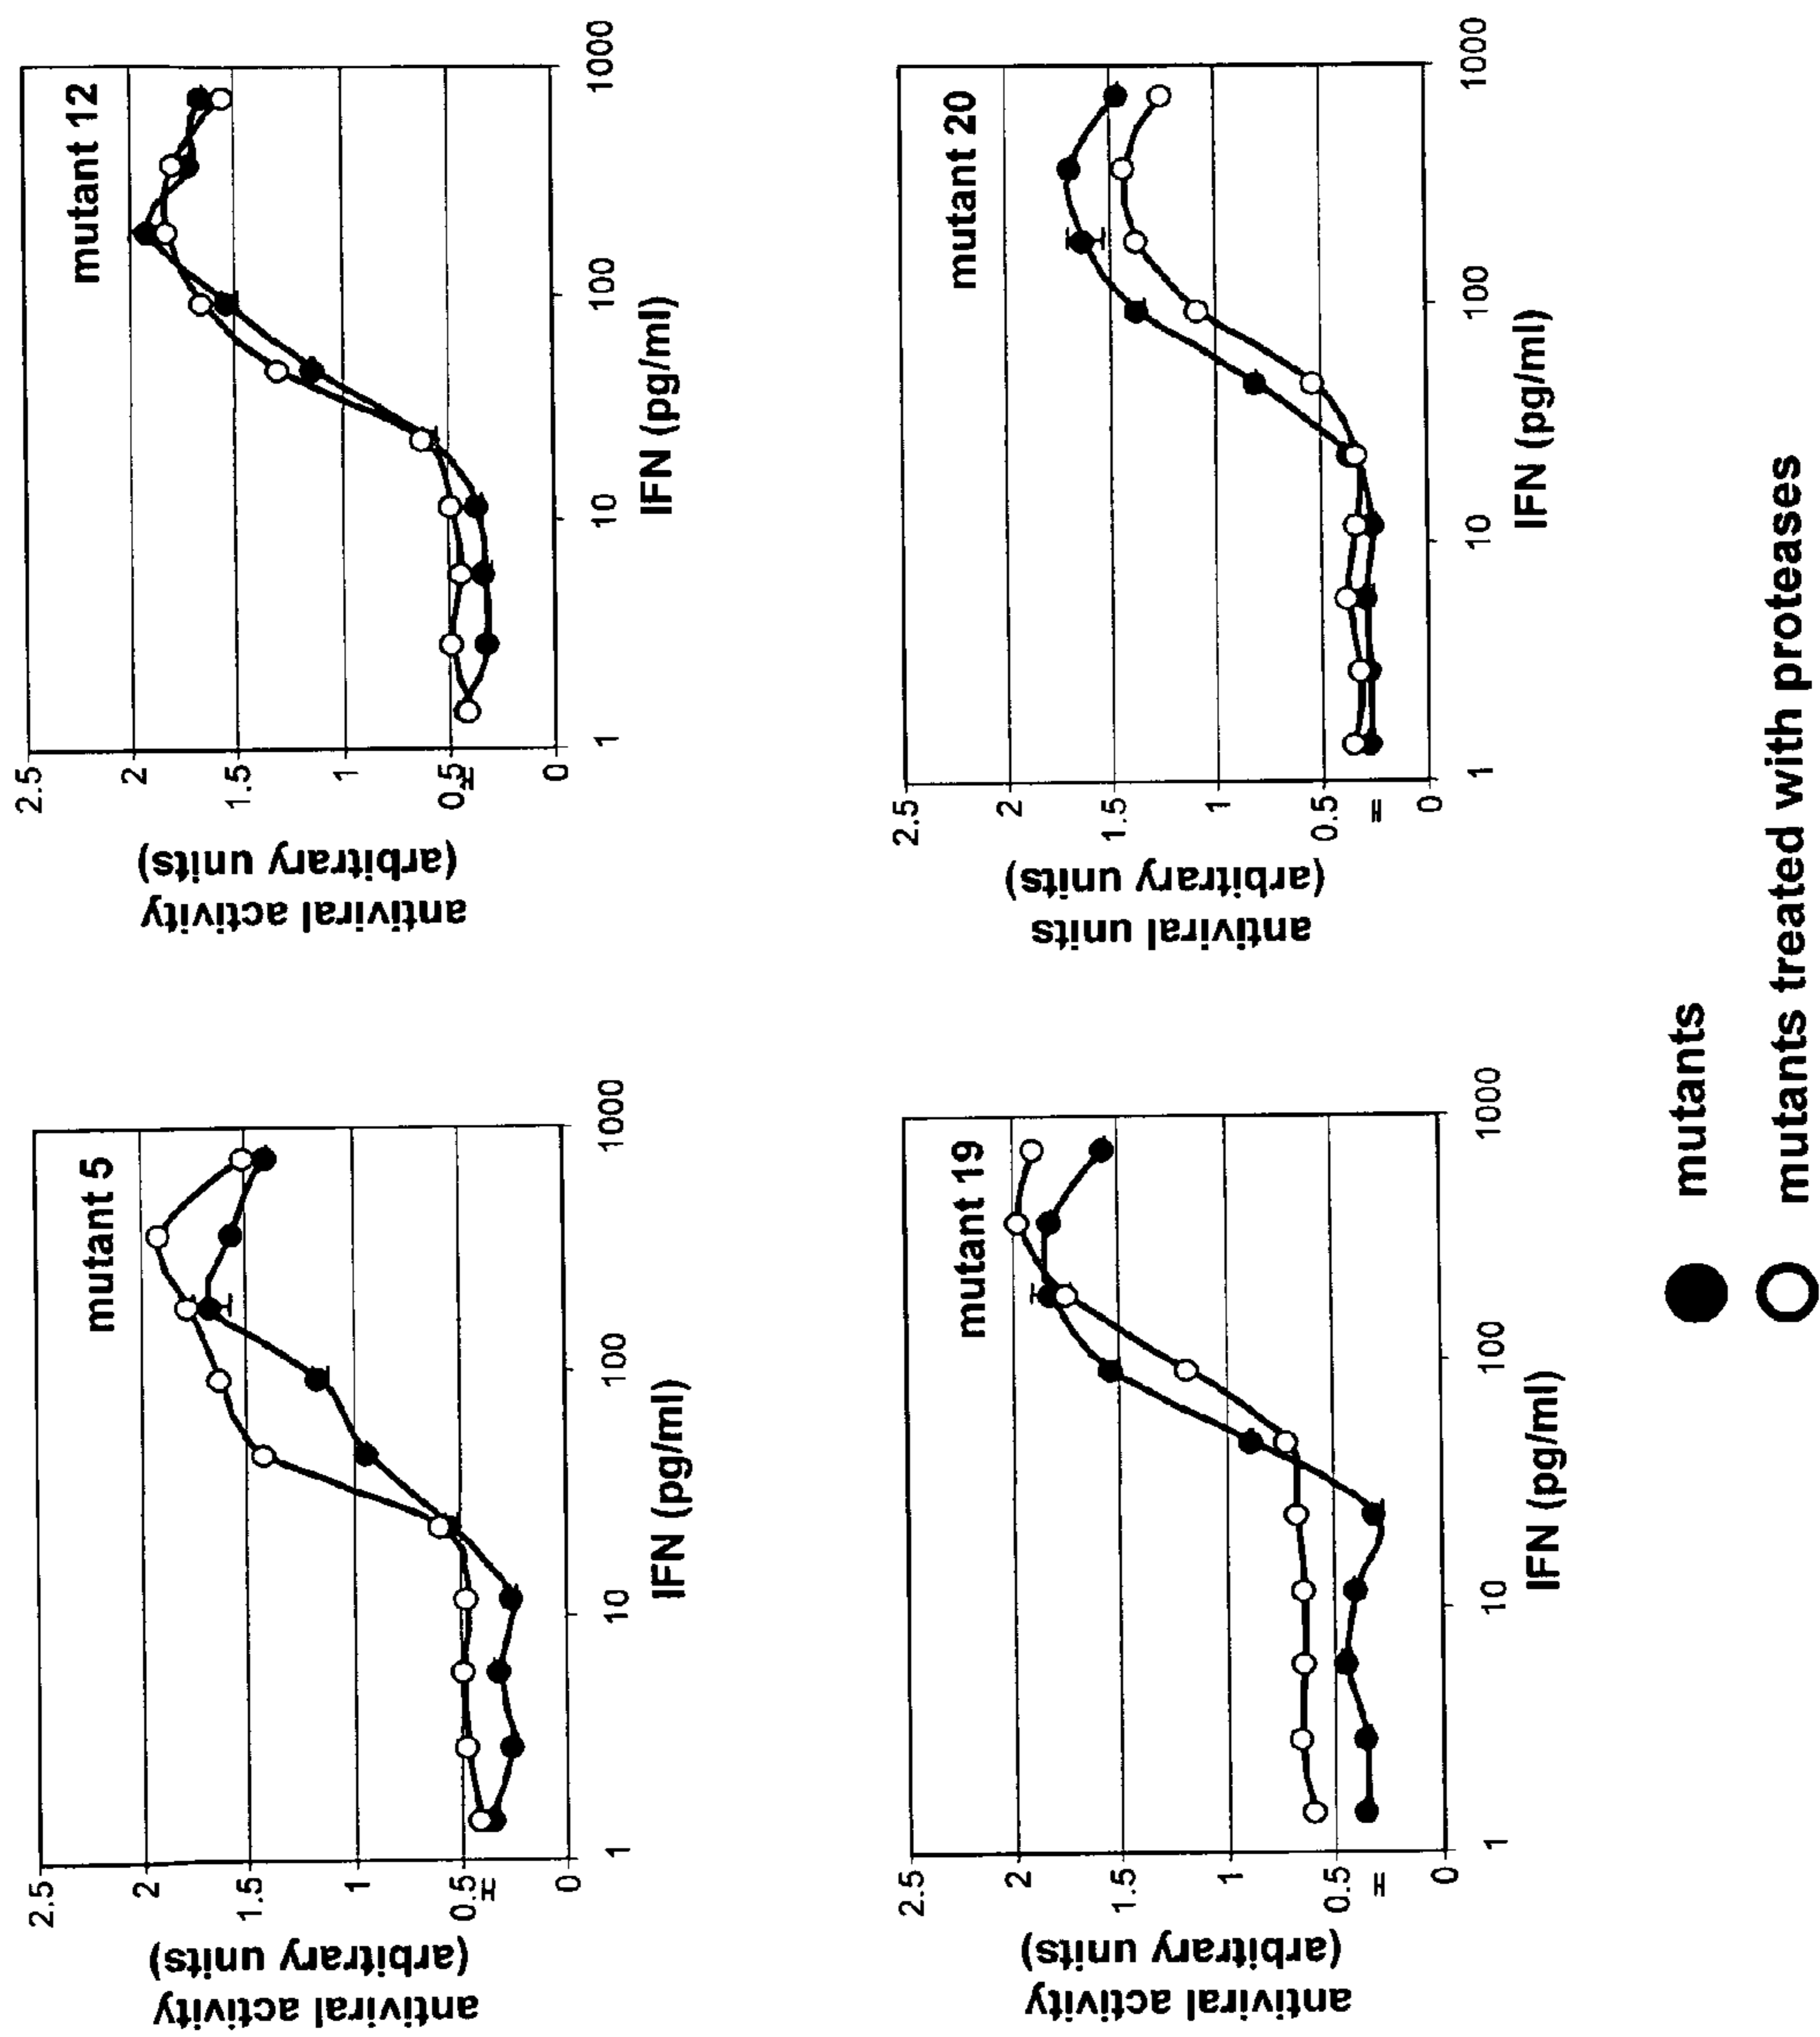 mutant 5
antiviral activity
(arbitrary units)
2.5
2
1.5
1
0.5
0
1
10
100
1000
IFN (pg/ml)
mutant 12
antiviral activity
(arbitrary units)
2.5
2
1.5
1
0.5
0
1
10
100
1000
IFN (pg/ml)
mutant 19
antiviral activity
(arbitrary units)
2.5
2
1.5
1
0.5
0
1
10
100
1000
IFN (pg/ml)
mutant 20
antiviral units
(arbitrary units)
2.5
2
1.5
1
0.5
0
1
10
100
1000
IFN (pg/ml)
mutants
mutants treated with proteases